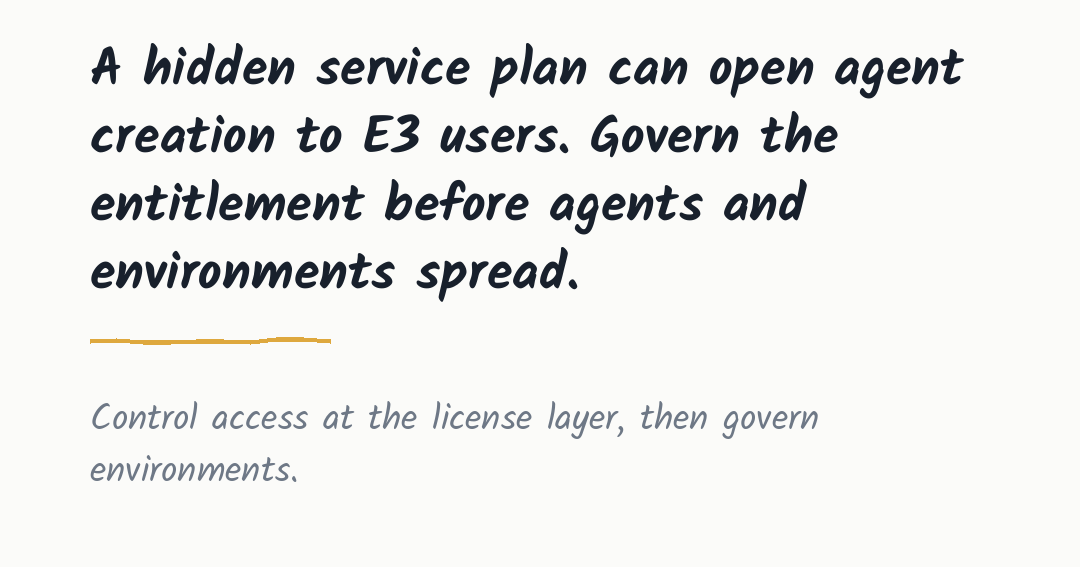 A hidden service plan can open agent
creation to E3 users. Govern the
entitlement before agents and
environments spread.
Control access at the license layer, then govern
environments.